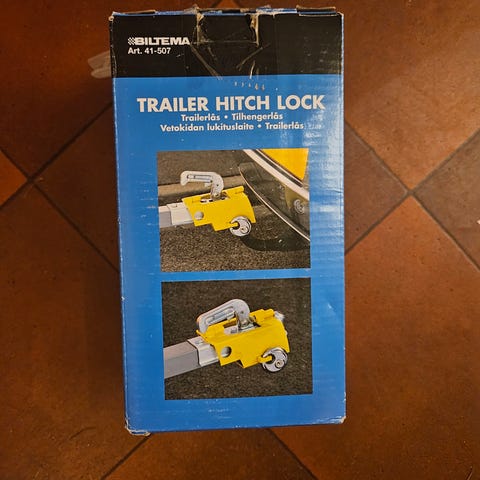 BILTEMA
Art. 41-507
TRAILER HITCH LOCK
Trailerlås • Tilhengerlås
Vetokidan lukituslaite • Trailerlås